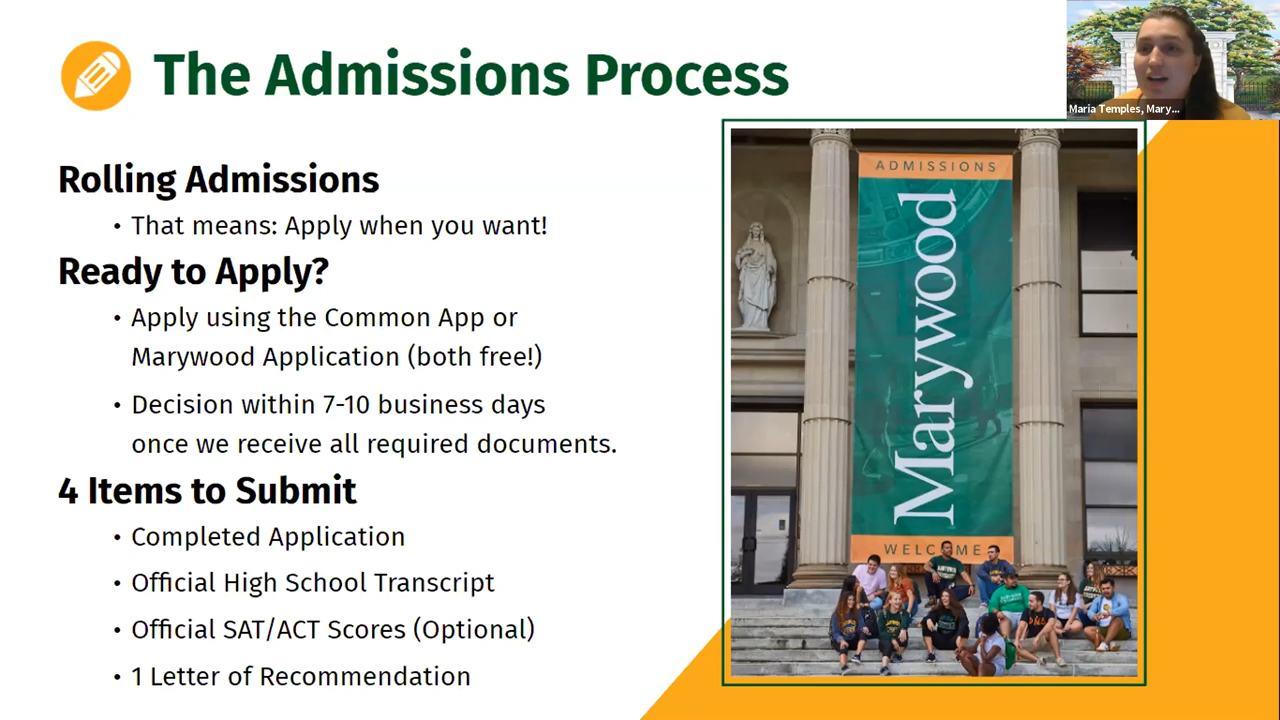 The Admissions Process
Maria Temples, Mary...
Rolling Admissions
• That means: Apply when you want!
Ready to Apply?
• Apply using the Common App or
Marywood Application (both free!)
• Decision within 7-10 business days
once we receive all required documents.
4 Items to Submit
• Completed Application
• Official High School Transcript
• Official SAT/ACT Scores (Optional)
• 1 Letter of Recommendation
ADMISSIONS
Marywood
WELCOME